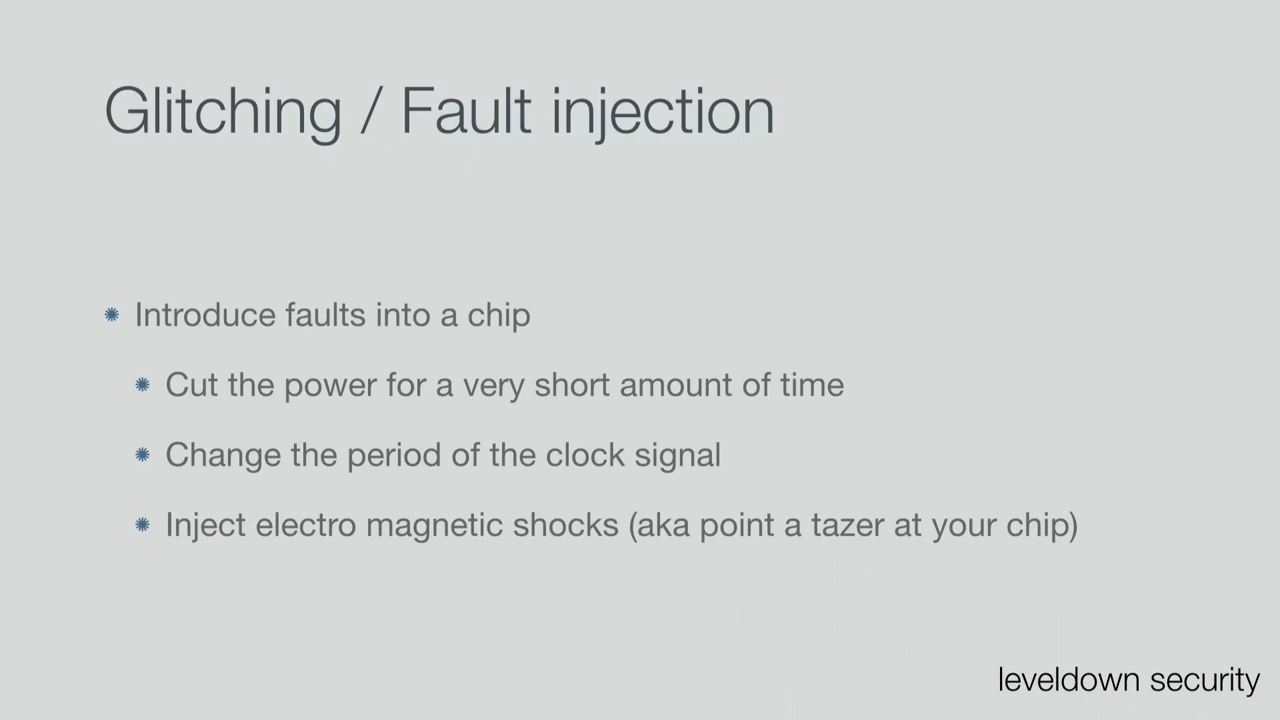 Glitching / Fault injection
Introduce faults into a chip
Cut the power for a very short amount of time
Change the period of the clock signal
Inject electro magnetic shocks (aka point a tazer at your chip)
leveldown security